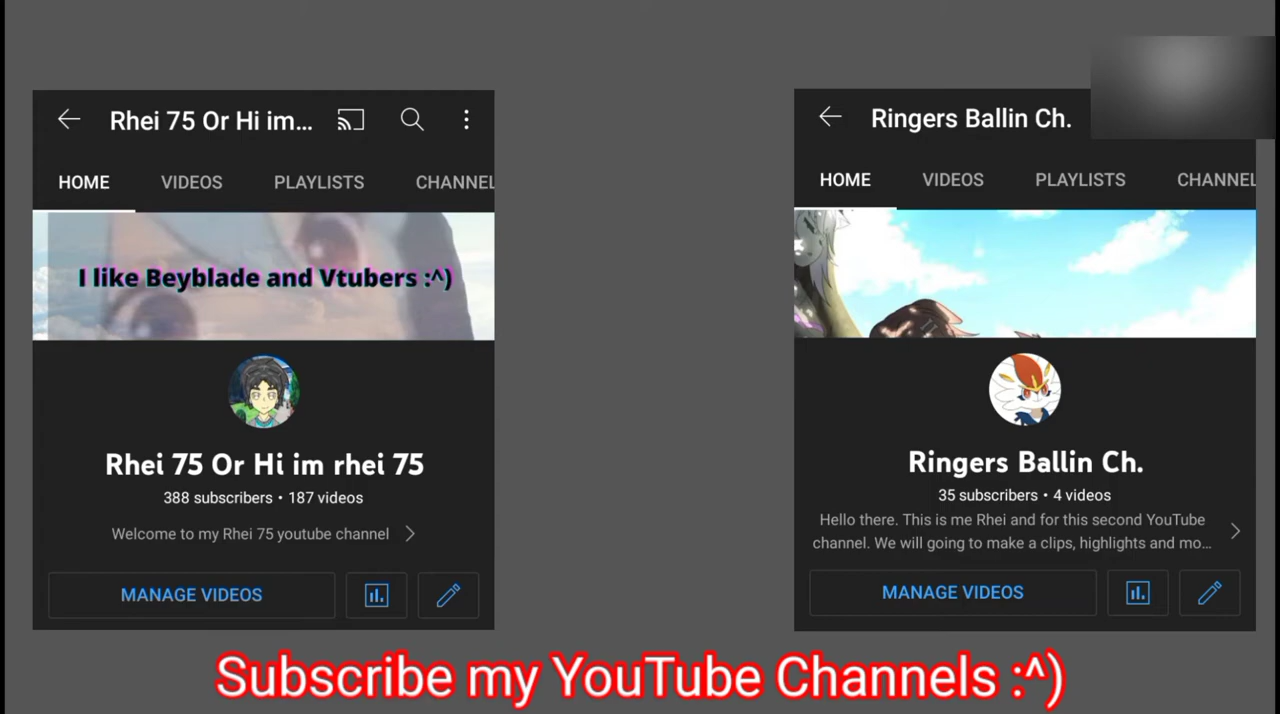 Rhei 75 Or Hi im...
HOME VIDEOS PLAYLISTS CHANNEL
I like Beyblade and Vtubers :^)
Rhei 75 Or Hi im rhei 75
388 subscribers • 187 videos
Welcome to my Rhei 75 youtube channel
MANAGE VIDEOS
Ringers Ballin Ch.
HOME VIDEOS PLAYLISTS CHANNEL
Ringers Ballin Ch.
35 subscribers • 4 videos
Hello there. This is me Rhei and for this second YouTube
channel. We will going to make a clips, highlights and mo...
MANAGE VIDEOS
Subscribe my YouTube Channels :^)